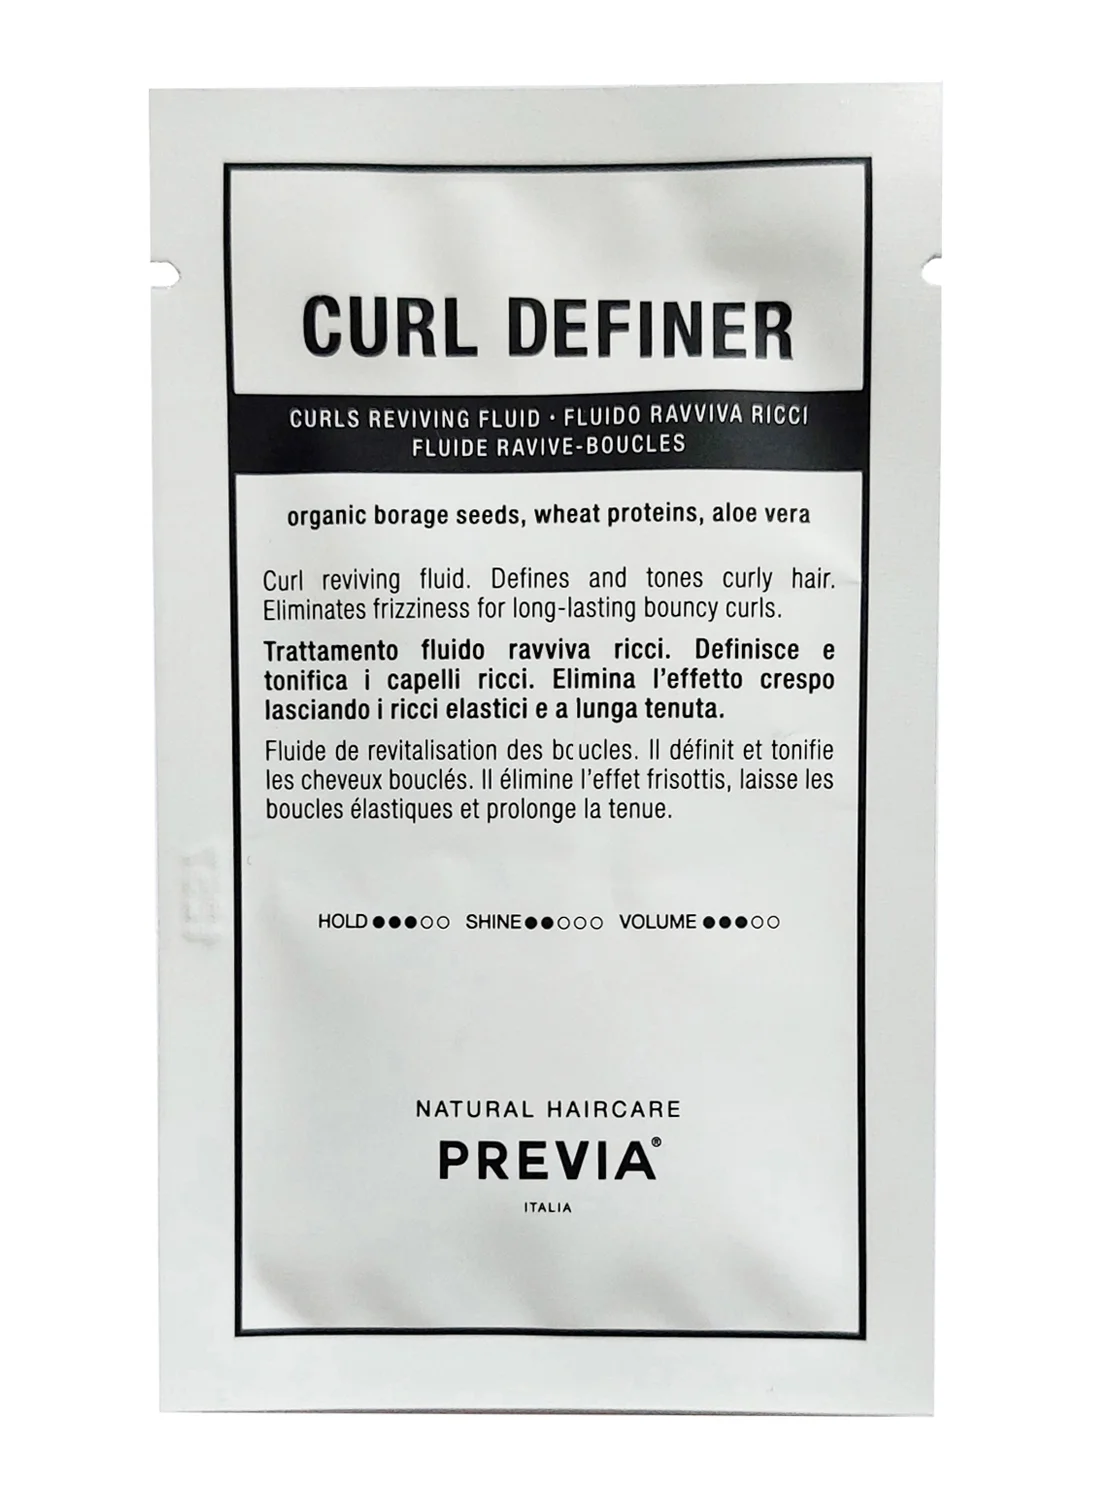 CURL DEFINER
CURLS REVIVING FLUID · FLUIDO RAVVIVA RICCI
FLUIDE RAVIVE-BOUCLES
organic borage seeds, wheat proteins, aloe vera
Curl reviving fluid. Defines and tones curly hair.
Eliminates frizziness for long-lasting bouncy curls.
Trattamento fluido ravviva ricci. Definisce e
tonifica i capelli ricci. Elimina l'effetto crespo
lasciando i ricci elastici e a lunga tenuta.
Fluide de revitalisation des boucles. Il définit et tonifie
les cheveux bouclés. Il élimine l'effet frisottis, laisse les
boucles élastiques et prolonge la tenue.
HOLD ●●●○○ SHINE ●●○○○ VOLUME ●●●○○
NATURAL HAIRCARE
PREVIA®
ITALIA